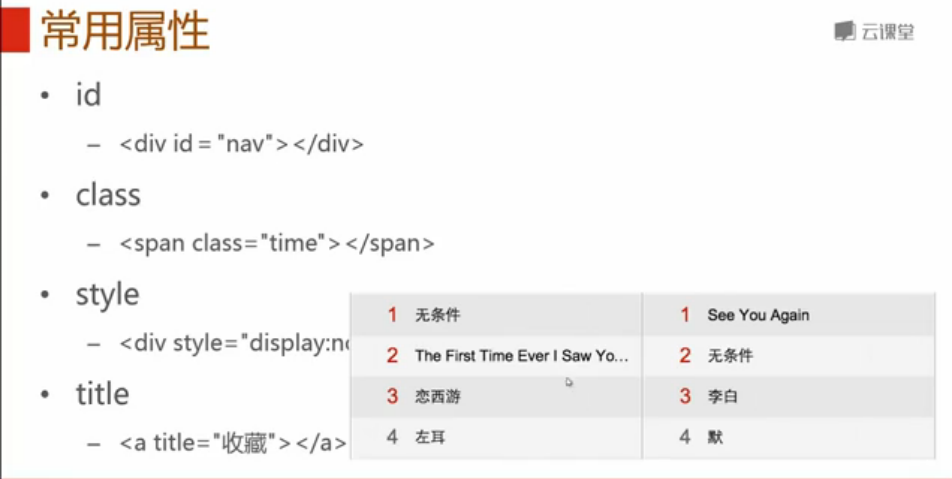 常用属性
云课堂
• id
– <div id = "nav"></div>
• class
– <span class="time"></span>
• style
– <div style="display:no
• title
– <a title="收藏"></a>
1 无条件
2 The First Time Ever I Saw Yo...
3 恋西游
4 左耳
1 See You Again
2 无条件
3 李白
4 默